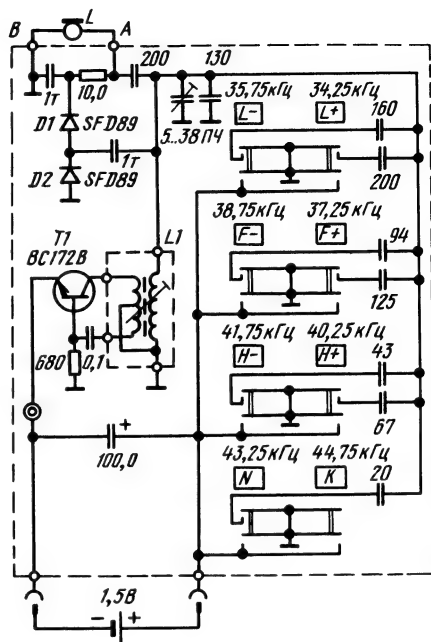 B L A
200 130
1т 10,0
D1 SFD89
5...38 ПЧ
1т
D2 SFD89
35,75кГц 34,25кГц
L- L+ 160
200
38,75кГц 37,25кГц
F- F+ 94
125
T1 L1
BC172B
41,75кГц 40,25кГц
H- H+ 43
67
680 0,1
43,25кГц 44,75кГц
N K 20
+
100,0
1,5В
- +